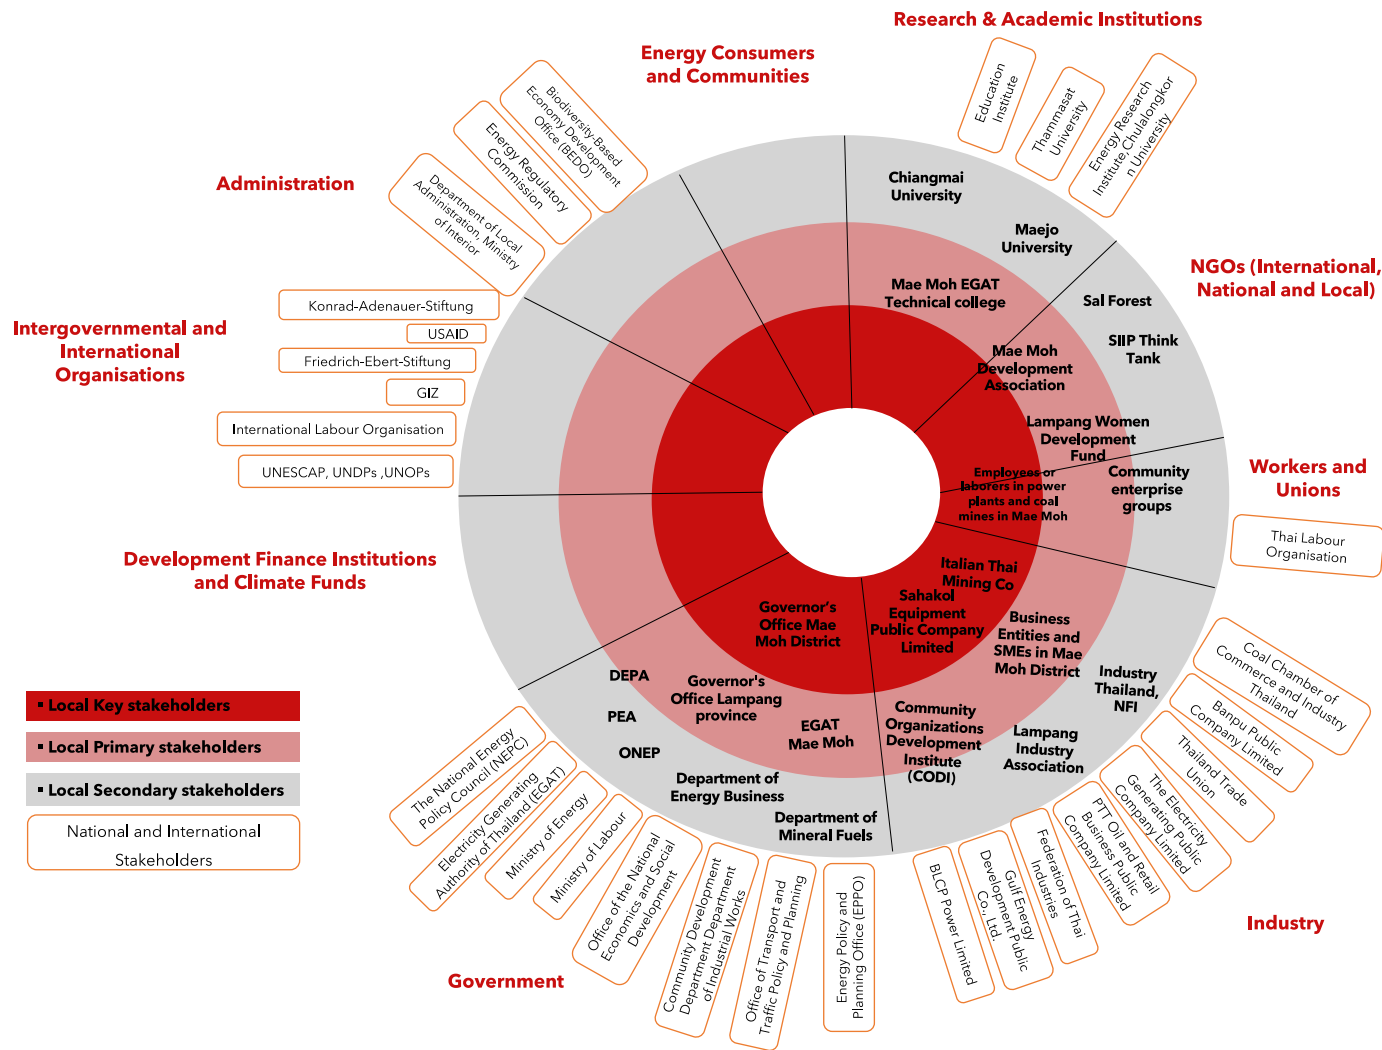 Research & Academic Institutions
Education
Institute
Thammasat
University
Energy Research
Institute,Chulalongkor
n University
Energy Consumers
and Communities
Biodiversity-Based
Economy Development
Office (BEDO)
Energy Regulatory
Commission
Department of Local
Administration, Ministry
of Interior
Administration
Konrad-Adenauer-Stiftung
USAID
Friedrich-Ebert-Stiftung
GIZ
International Labour Organisation
UNESCAP, UNDPs ,UNOPs
Intergovernmental and
International
Organisations
Development Finance Institutions
and Climate Funds
Chiangmai
University
Maejo
University
Mae Moh EGAT
Technical college
NGOs (International,
National and Local)
Sal Forest
SIIP Think
Tank
Mae Moh
Development
Association
Lampang Women
Development
Fund
Workers and
Unions
Thai Labour
Organisation
Community
enterprise
groups
Employees or
laborers in power
plants and coal
mines in Mae Moh
Italian Thai
Mining Co
Sahakol
Equipment
Public Company
Limited
Business
Entities and
SMEs in Mae
Moh District
Industry
Thailand,
NFI
Community
Organizations
Development
Institute
(CODI)
Lampang
Industry
Association
Governor's
Office Mae
Moh District
DEPA
Governor's
Office Lampang
province
PEA
EGAT
Mae Moh
ONEP
Department of
Energy Business
Department of
Mineral Fuels
▪ Local Key stakeholders
▪ Local Primary stakeholders
▪ Local Secondary stakeholders
National and International
Stakeholders
The National Energy
Policy Council (NEPC)
Electricity Generating
Authority of Thailand (EGAT)
Ministry of Energy
Ministry of Labour
Office of the National
Economics and Social
Development
Community Development
Department Department
of Industrial Works
Office of Transport and
Traffic Policy and Planning
Energy Policy and
Planning Office (EPPO)
Government
BLCP Power Limited
Gulf Energy
Development Public
Co., Ltd.
Federation of Thai
Industries
PTT Oil and Retail
Business Public
Company Limited
The Electricity
Generating Public
Company Limited
Thailand Trade
Union
Banpu Public
Company Limited
Coal Chamber of
Commerce and Industry
Thailand
Industry